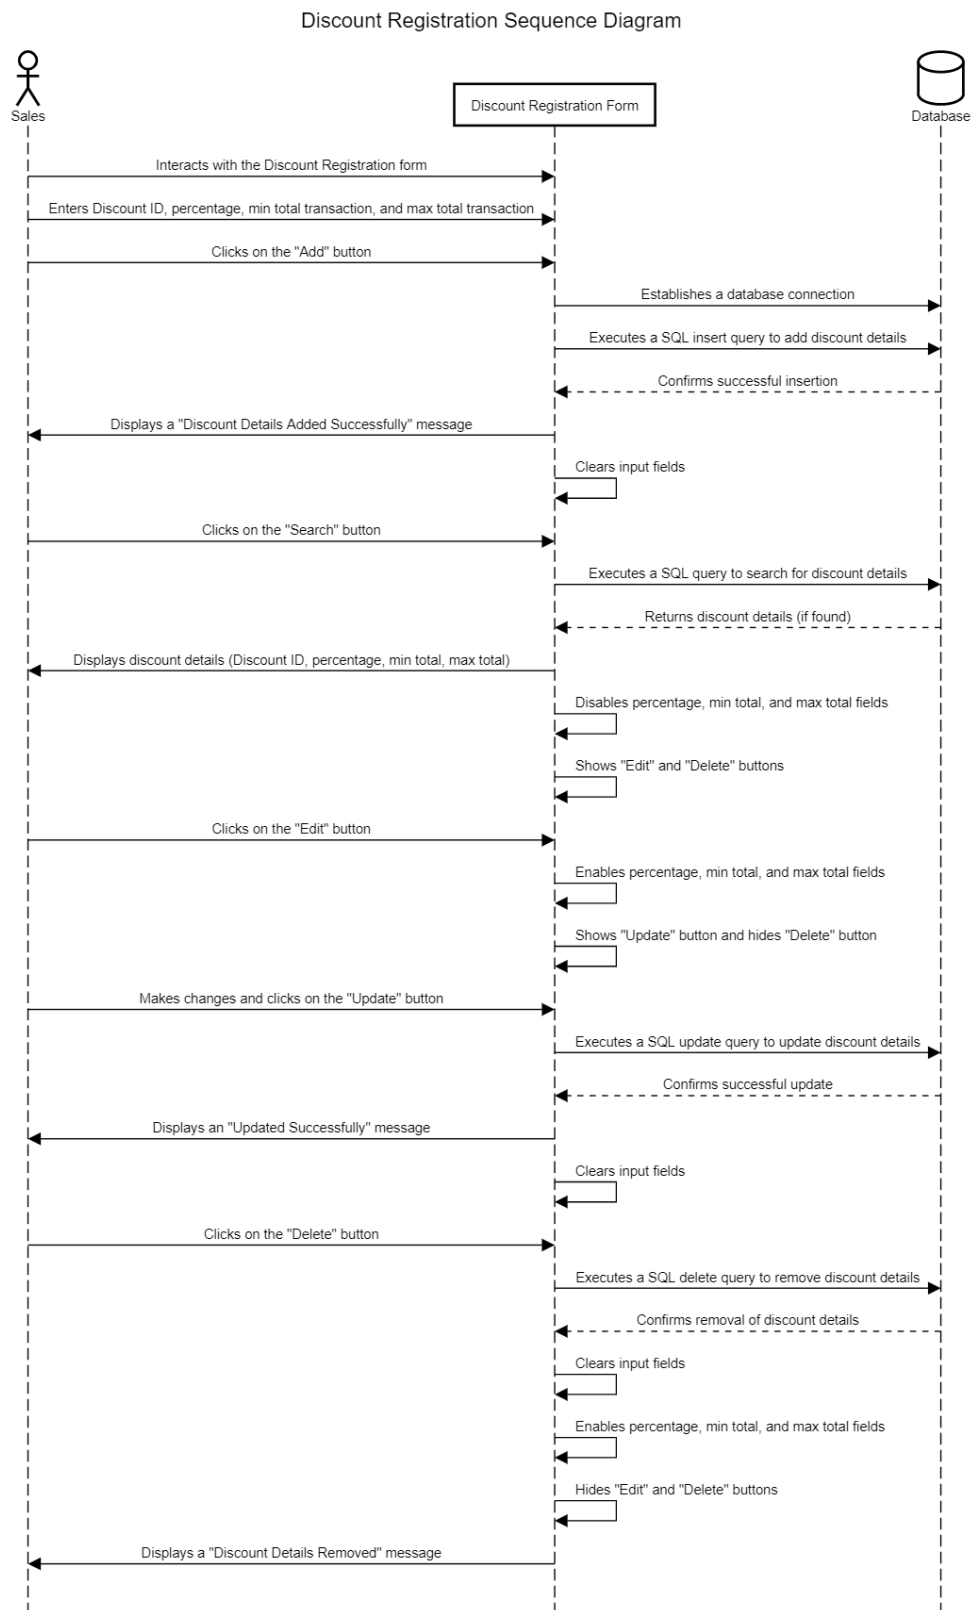 Discount Registration Sequence Diagram
Sales
Discount Registration Form
Database
Interacts with the Discount Registration form
Enters Discount ID, percentage, min total transaction, and max total transaction
Clicks on the "Add" button
Establishes a database connection
Executes a SQL insert query to add discount details
Confirms successful insertion
Displays a "Discount Details Added Successfully" message
Clears input fields
Clicks on the "Search" button
Executes a SQL query to search for discount details
Returns discount details (if found)
Displays discount details (Discount ID, percentage, min total, max total)
Disables percentage, min total, and max total fields
Shows "Edit" and "Delete" buttons
Clicks on the "Edit" button
Enables percentage, min total, and max total fields
Shows "Update" button and hides "Delete" button
Makes changes and clicks on the "Update" button
Executes a SQL update query to update discount details
Confirms successful update
Displays an "Updated Successfully" message
Clears input fields
Clicks on the "Delete" button
Executes a SQL delete query to remove discount details
Confirms removal of discount details
Clears input fields
Enables percentage, min total, and max total fields
Hides "Edit" and "Delete" buttons
Displays a "Discount Details Removed" message